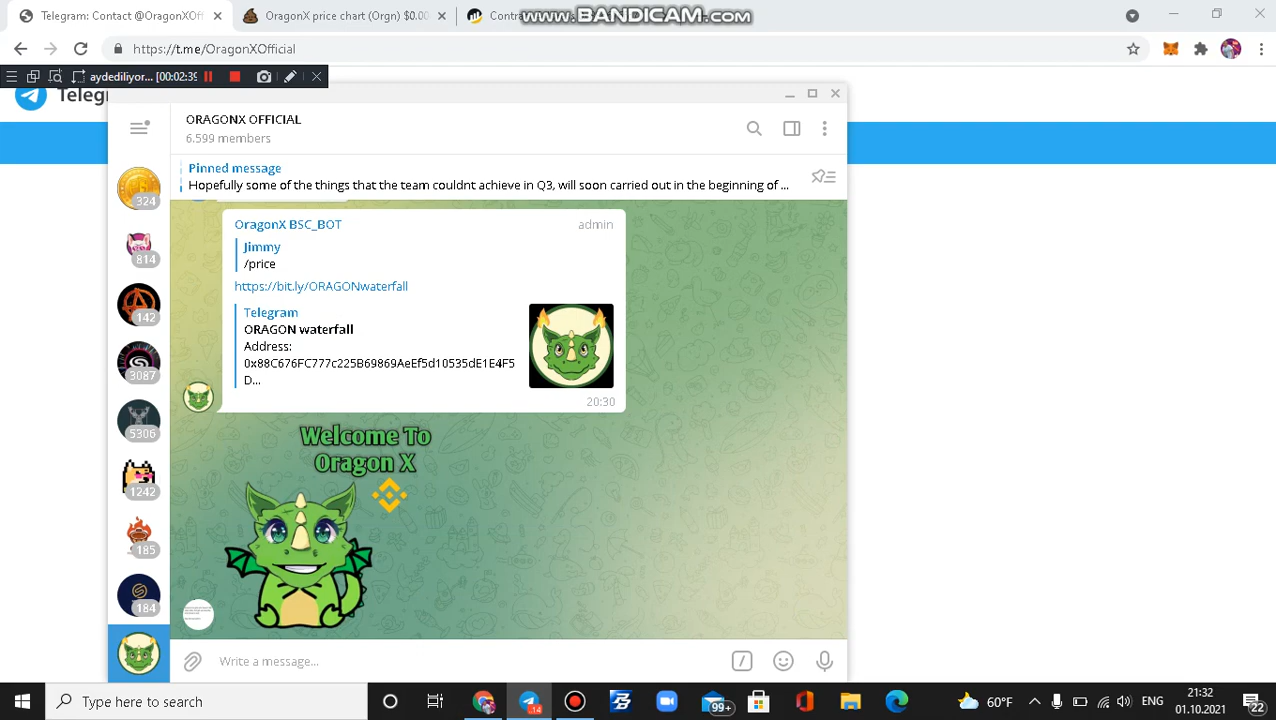 Telegram: Contact @OragonXOf
OragonX price chart (Orgn) $0.00
Contr
www.BANDICAM.com
https://t.me/OragonXOfficial
aydediliyor... [00:02:39]
Teleg
ORAGONX OFFICIAL
6.599 members
Pinned message
Hopefully some of the things that the team couldnt achieve in Q3, will soon carried out in the beginning of ...
324
814
142
3087
5306
1242
185
184
OragonX BSC_BOT
admin
Jimmy
/price
https://bit.ly/ORAGONwaterfall
Telegram
ORAGON waterfall
Address:
0x88C676FC777c225B69869AeEf5d10535dE1E4F5
D...
20:30
Welcome To
Oragon X
Write a message...
Type here to search
14
99+
60°F
ENG
21:32
01.10.2021
22